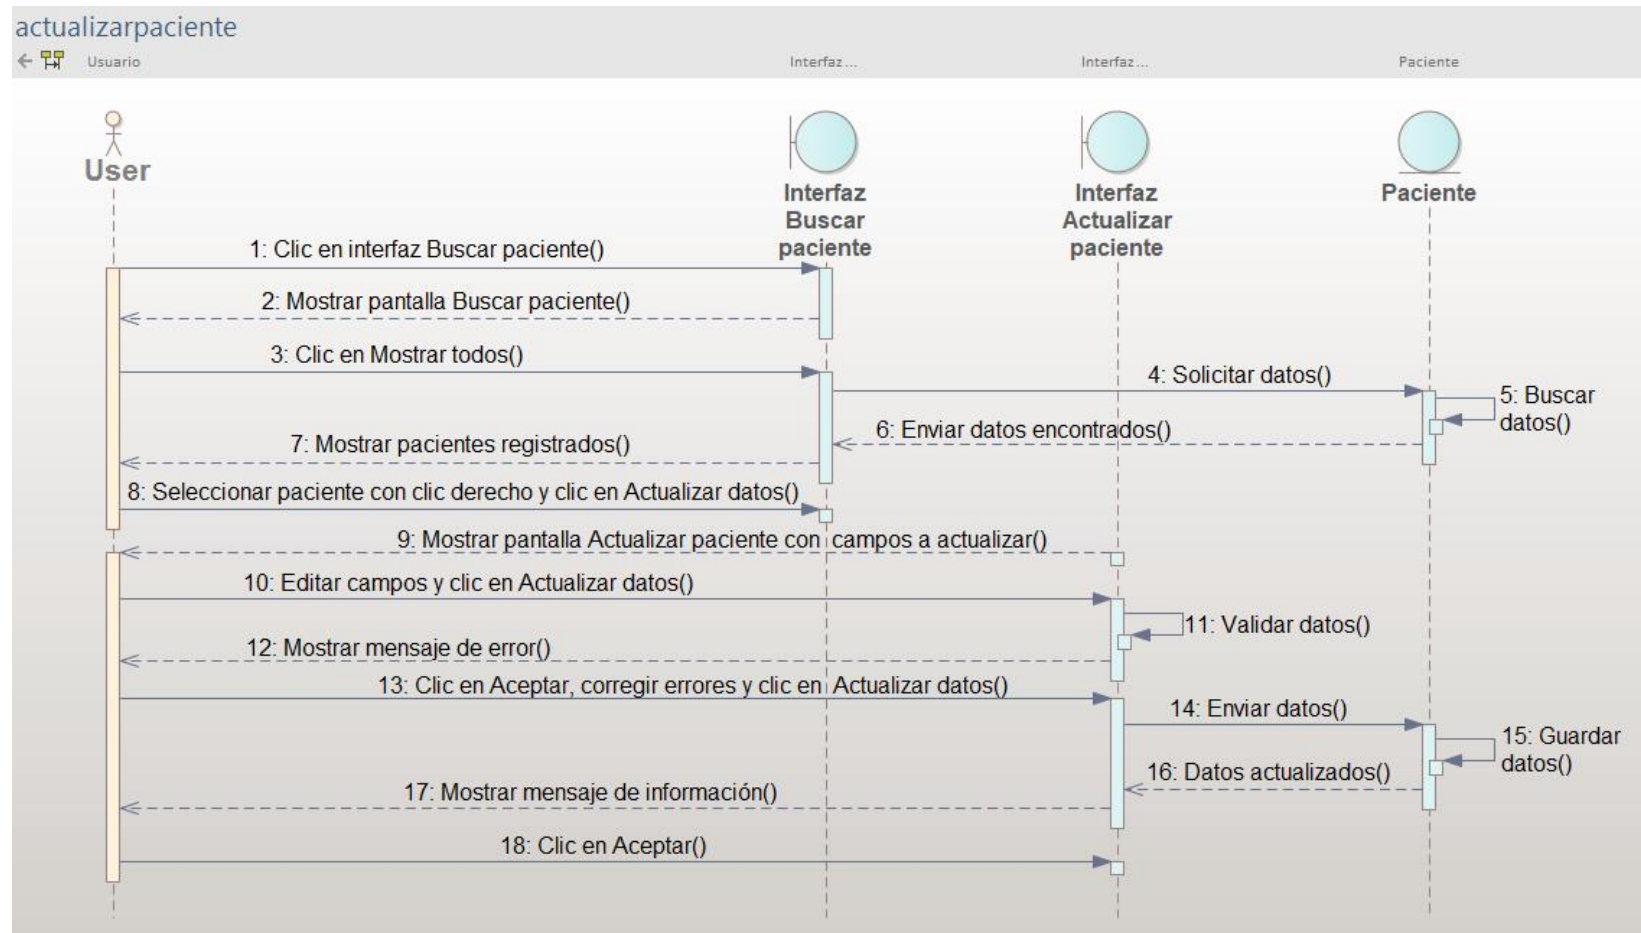 actualizarpaciente
Usuario
Interfaz...
Interfaz...
Paciente
User
Interfaz
Buscar
paciente
Interfaz
Actualizar
paciente
Paciente
1: Clic en interfaz Buscar paciente()
2: Mostrar pantalla Buscar paciente()
3: Clic en Mostrar todos()
4: Solicitar datos()
5: Buscar
datos()
6: Enviar datos encontrados()
7: Mostrar pacientes registrados()
8: Seleccionar paciente con clic derecho y clic en Actualizar datos()
9: Mostrar pantalla Actualizar paciente con campos a actualizar()
10: Editar campos y clic en Actualizar datos()
11: Validar datos()
12: Mostrar mensaje de error()
13: Clic en Aceptar, corregir errores y clic en Actualizar datos()
14: Enviar datos()
15: Guardar
datos()
16: Datos actualizados()
17: Mostrar mensaje de información()
18: Clic en Aceptar()